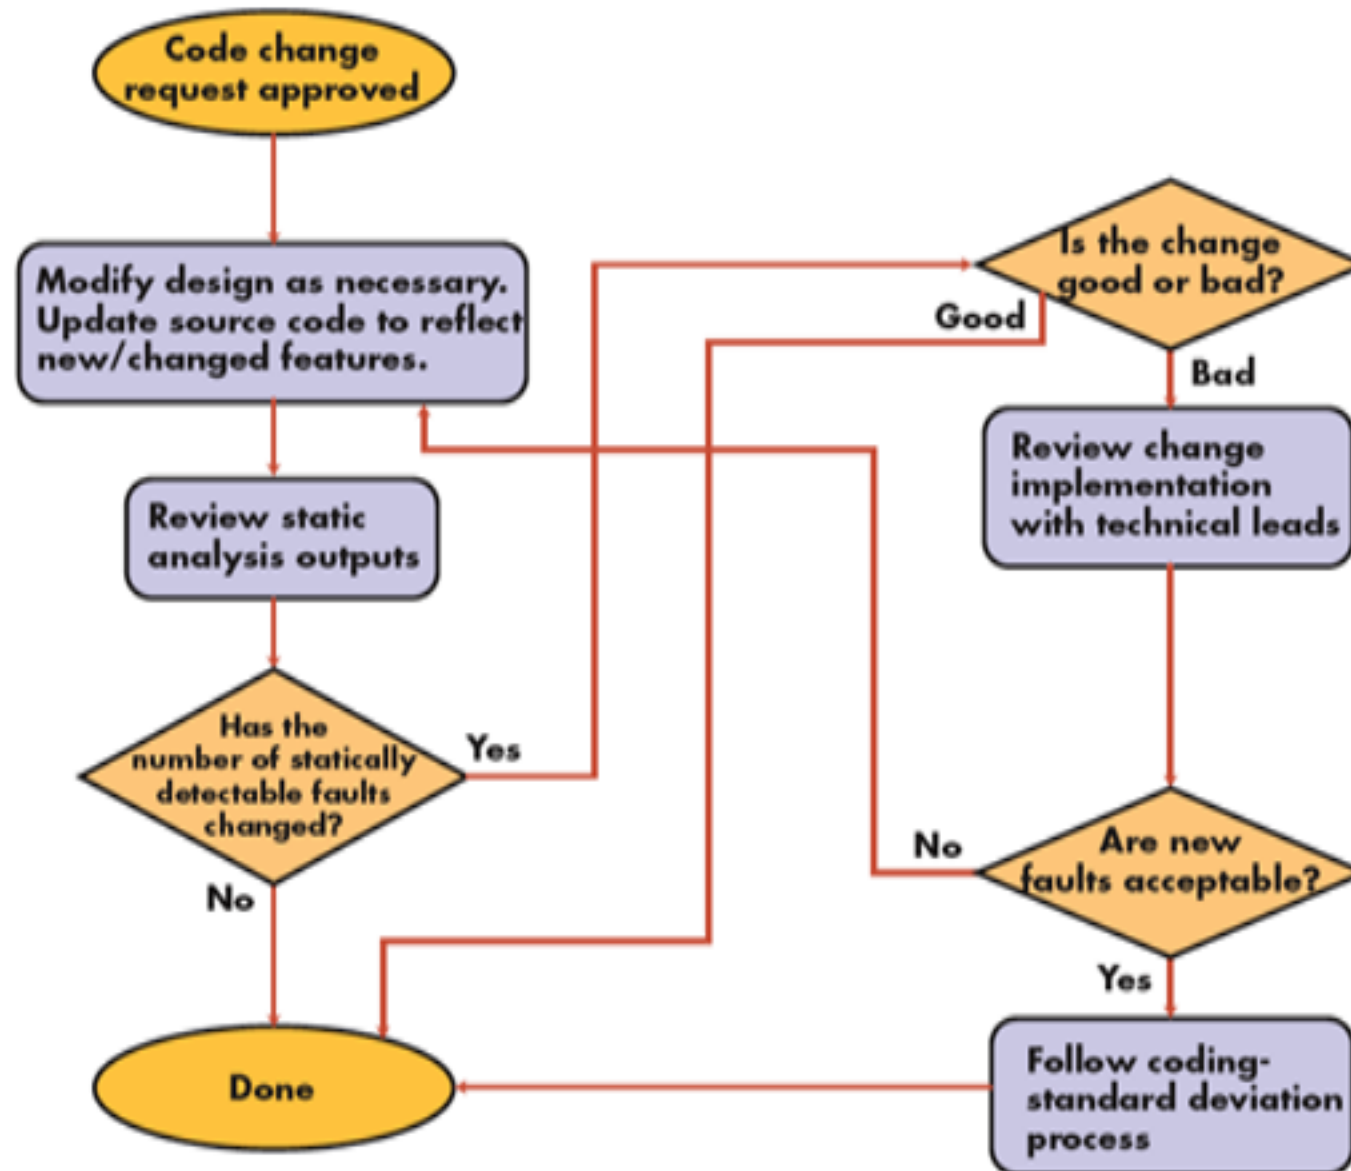 Code change
request approved
Modify design as necessary.
Update source code to reflect
new/changed features.
Review static
analysis outputs
Has the
number of statically
detectable faults
changed?
Yes
No
Done
Is the change
good or bad?
Good
Bad
Review change
implementation
with technical leads
Are new
faults acceptable?
No
Yes
Follow coding-
standard deviation
process